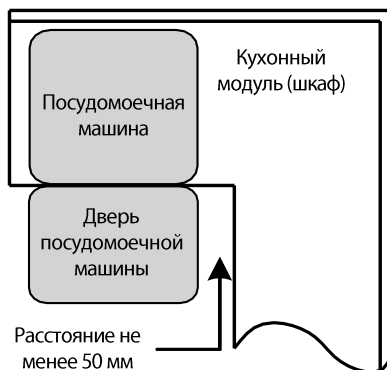 Посудомоечная
машина
Кухонный
модуль (шкаф)
Дверь
посудомоечной
машины
Расстояние не
менее 50 мм